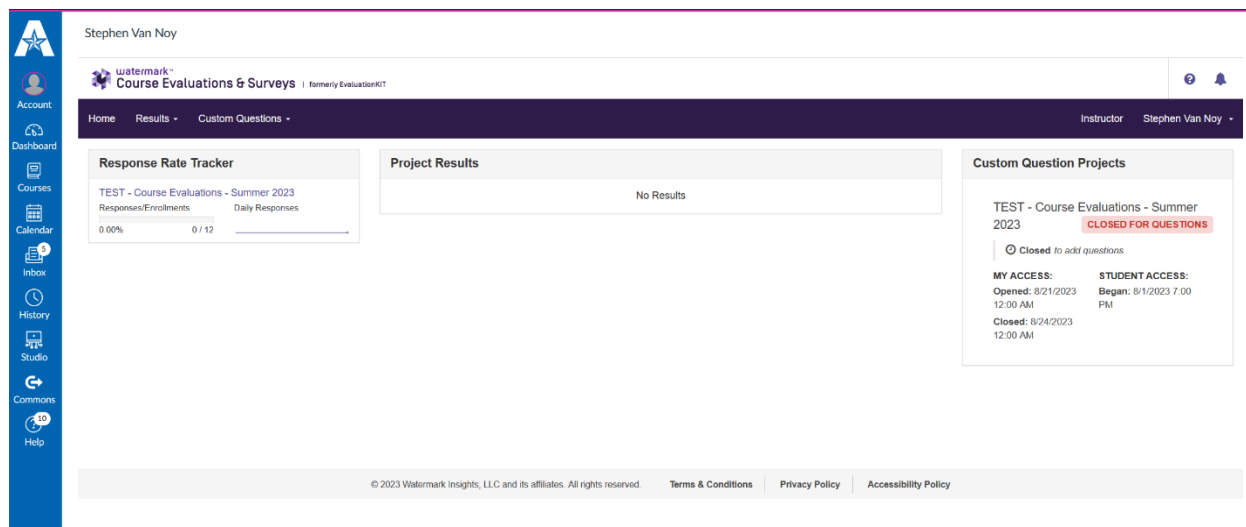 Stephen Van Noy
watermark™
Course Evaluations & Surveys | formerly EvaluationKIT
Account
Dashboard
Courses
Calendar
5
Inbox
History
Studio
Commons
10
Help
Home Results Custom Questions Instructor Stephen Van Noy
Response Rate Tracker
TEST - Course Evaluations - Summer 2023
Responses/Enrollments Daily Responses
0.00% 0 / 12
Project Results
No Results
Custom Question Projects
TEST - Course Evaluations - Summer
2023 CLOSED FOR QUESTIONS
Closed to add questions
MY ACCESS: STUDENT ACCESS:
Opened: 8/21/2023 Began: 8/1/2023 7:00
12:00 AM PM
Closed: 8/24/2023
12:00 AM
© 2023 Watermark Insights, LLC and its affiliates. All rights reserved. Terms & Conditions Privacy Policy Accessibility Policy